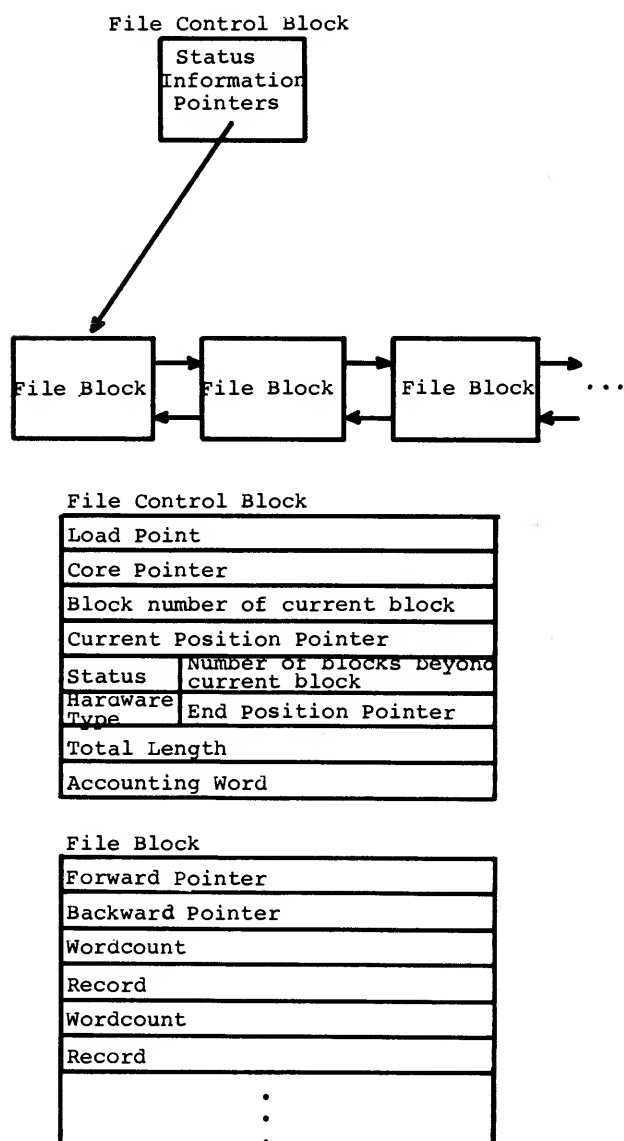 File Control Block
Status
Information
Pointers
File Block
File Block
File Block
...
File Control Block
Load Point
Core Pointer
Block number of current block
Current Position Pointer
Status
Number of blocks beyond
current block
Hardware
Type
End Position Pointer
Total Length
Accounting Word
File Block
Forward Pointer
Backward Pointer
Wordcount
Record
Wordcount
Record